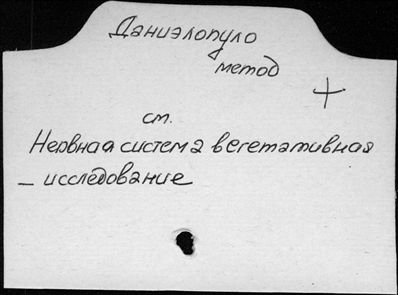 Даниэлопуло
метод
+
см.
Нервная система вегетативная
– исследование